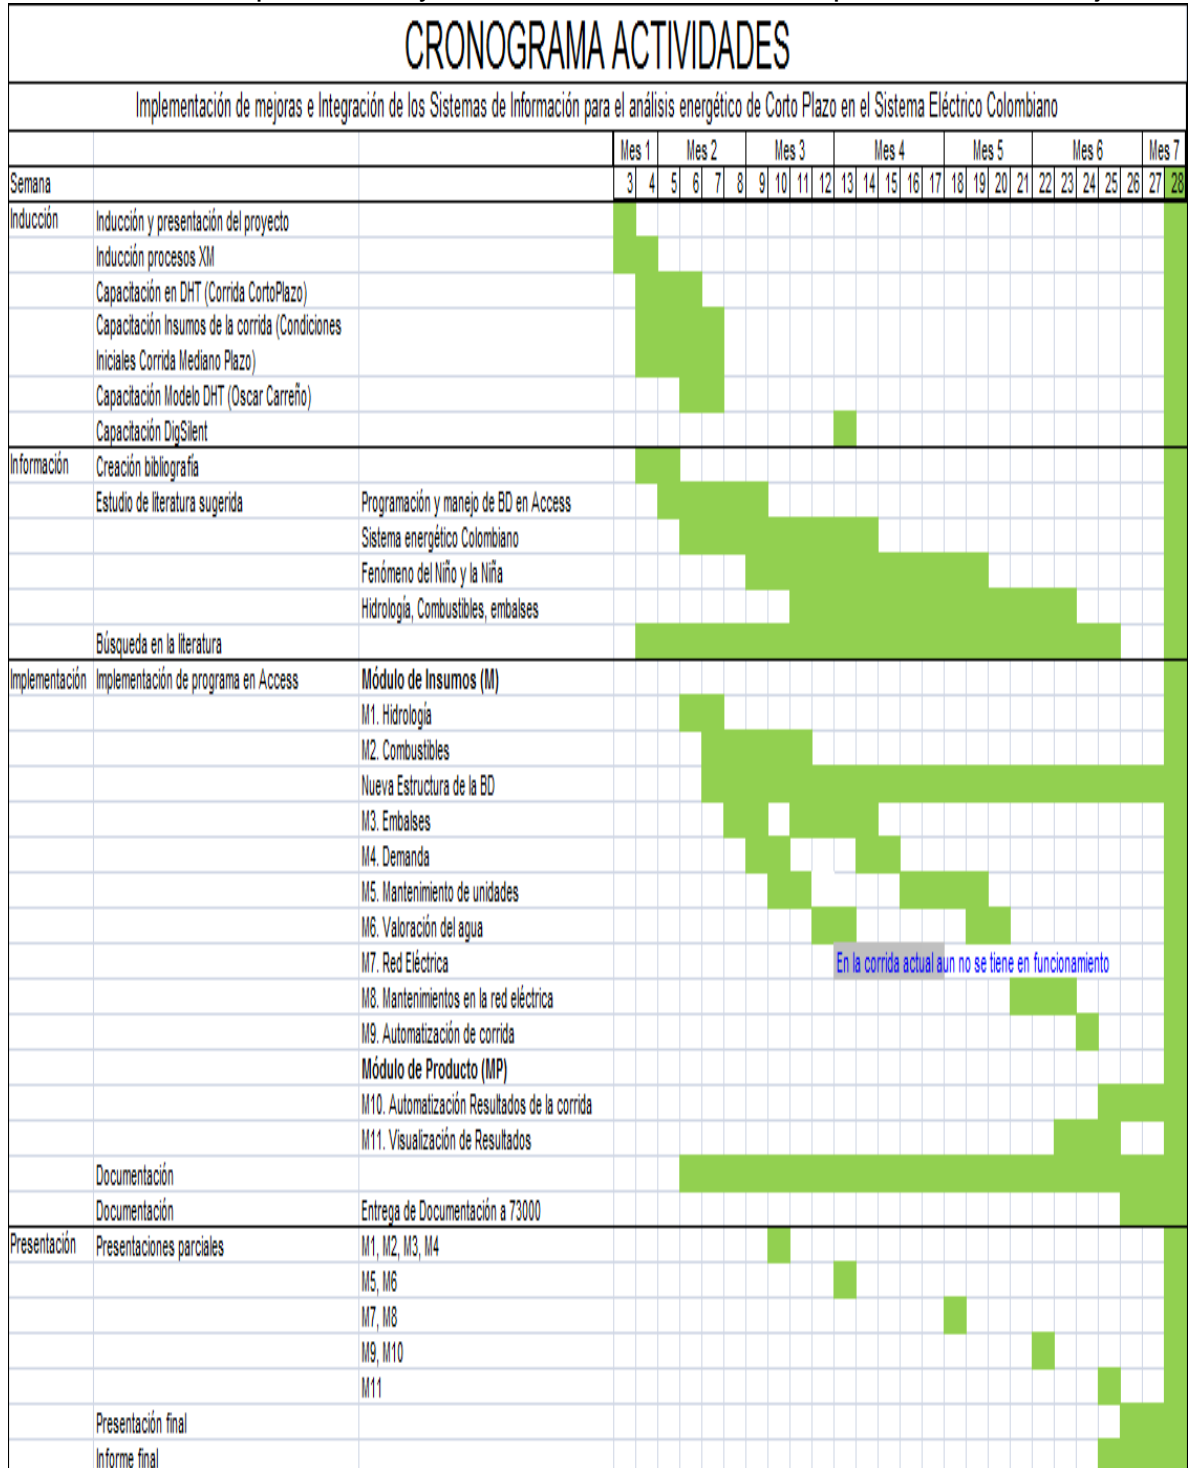 CRONOGRAMA ACTIVIDADES
Implementación de mejoras e Integración de los Sistemas de Información para el análisis energético de Corto Plazo en el Sistema Eléctrico Colombiano
Mes 1 Mes 2 Mes 3 Mes 4 Mes 5 Mes 6 Mes 7
Semana 3 4 5 6 7 8 9 10 11 12 13 14 15 16 17 18 19 20 21 22 23 24 25 26 27 28
Inducción Inducción y presentación del proyecto
Inducción procesos XM
Capacitación en DHT (Corrida CortoPlazo)
Capacitación Insumos de la corrida (Condiciones
Iniciales Corrida Mediano Plazo)
Capacitación Modelo DHT (Oscar Carreño)
Capacitación DigSilent
Información Creación bibliografía
Estudio de literatura sugerida Programación y manejo de BD en Access
Sistema energético Colombiano
Fenómeno del Niño y la Niña
Hidrología, Combustibles, embalses
Búsqueda en la literatura
Implementación Implementación de programa en Access Módulo de Insumos (M)
M1. Hidrología
M2. Combustibles
Nueva Estructura de la BD
M3. Embalses
M4. Demanda
M5. Mantenimiento de unidades
M6. Valoración del agua
M7. Red Eléctrica En la corrida actual aun no se tiene en funcionamiento
M8. Mantenimientos en la red eléctrica
M9. Automatización de corrida
Módulo de Producto (MP)
M10. Automatización Resultados de la corrida
M11. Visualización de Resultados
Documentación
Documentación Entrega de Documentación a 73000
Presentación Presentaciones parciales M1, M2, M3, M4
M5, M6
M7, M8
M9, M10
M11
Presentación final
Informe final